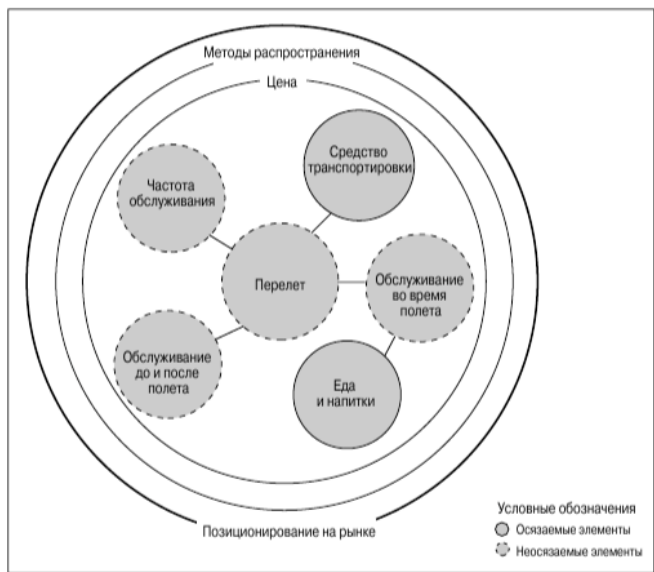 Методы распространения
Цена
Средство
транспортировки
Частота
обслуживания
Перелет
Обслуживание
во время
полета
Обслуживание
до и после
полета
Еда
и напитки
Позиционирование на рынке
Условные обозначения
Осязаемые элементы
Неосязаемые элементы